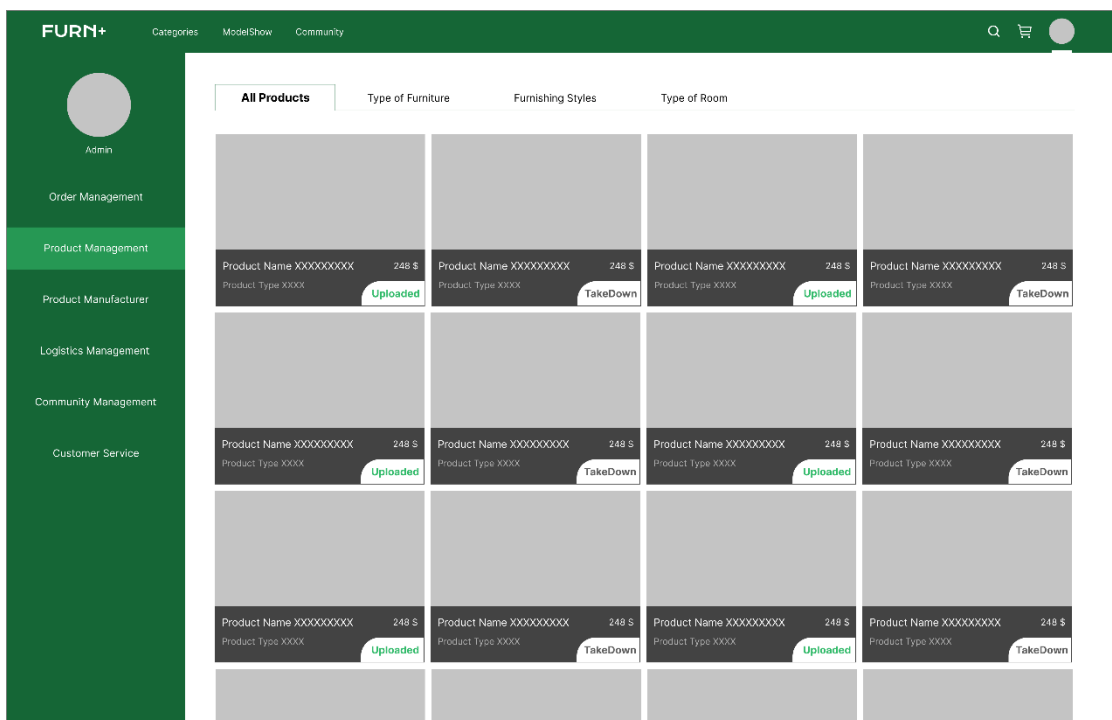 FURN+ Categories ModelShow Community
Admin
Order Management
Product Management
Product Manufacturer
Logistics Management
Community Management
Customer Service
All Products Type of Furniture Furnishing Styles Type of Room
Product Name XXXXXXXXX 248 $ Product Name XXXXXXXXX 248 $ Product Name XXXXXXXXX 248 $ Product Name XXXXXXXXX 248 $
Product Type XXXX Uploaded Product Type XXXX TakeDown Product Type XXXX Uploaded Product Type XXXX TakeDown
Product Name XXXXXXXXX 248 $ Product Name XXXXXXXXX 248 $ Product Name XXXXXXXXX 248 $ Product Name XXXXXXXXX 248 $
Product Type XXXX Uploaded Product Type XXXX TakeDown Product Type XXXX Uploaded Product Type XXXX TakeDown
Product Name XXXXXXXXX 248 $ Product Name XXXXXXXXX 248 $ Product Name XXXXXXXXX 248 $ Product Name XXXXXXXXX 248 $
Product Type XXXX Uploaded Product Type XXXX TakeDown Product Type XXXX Uploaded Product Type XXXX TakeDown